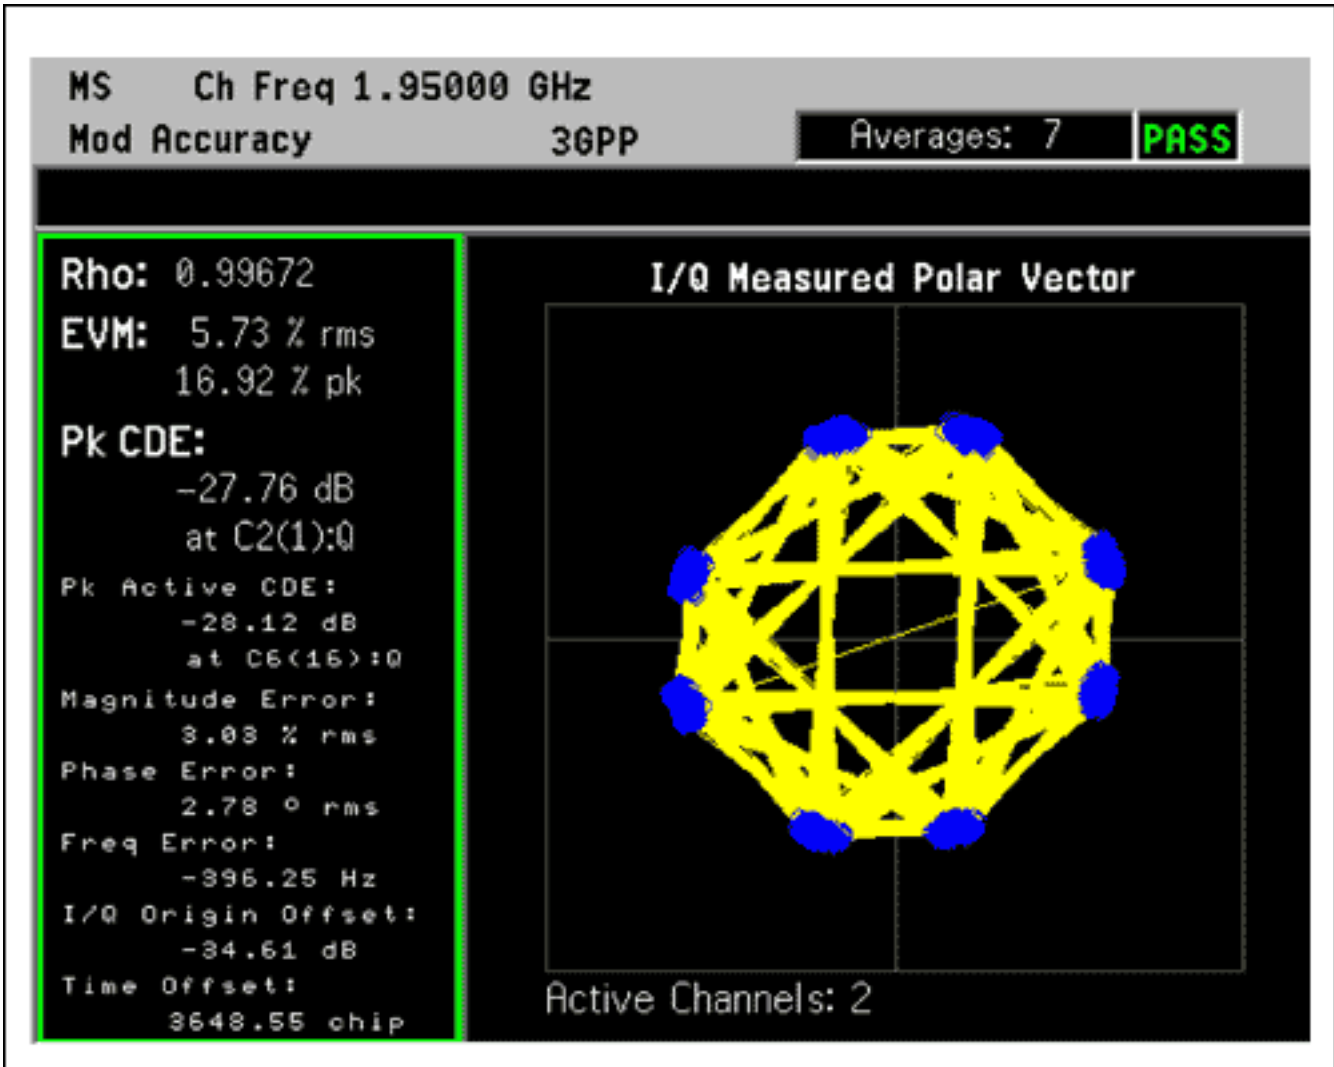 MS Ch Freq 1.95000 GHz
Mod Accuracy 3GPP Averages: 7 PASS
Rho: 0.99672
EVM: 5.73 % rms
16.92 % pk
Pk CDE:
-27.76 dB
at C2(1):Q
Pk Active CDE:
-28.12 dB
at C6(16):Q
Magnitude Error:
3.03 % rms
Phase Error:
2.78 ° rms
Freq Error:
-396.25 Hz
I/Q Origin Offset:
-34.61 dB
Time Offset:
3648.55 chip
I/Q Measured Polar Vector
Active Channels: 2